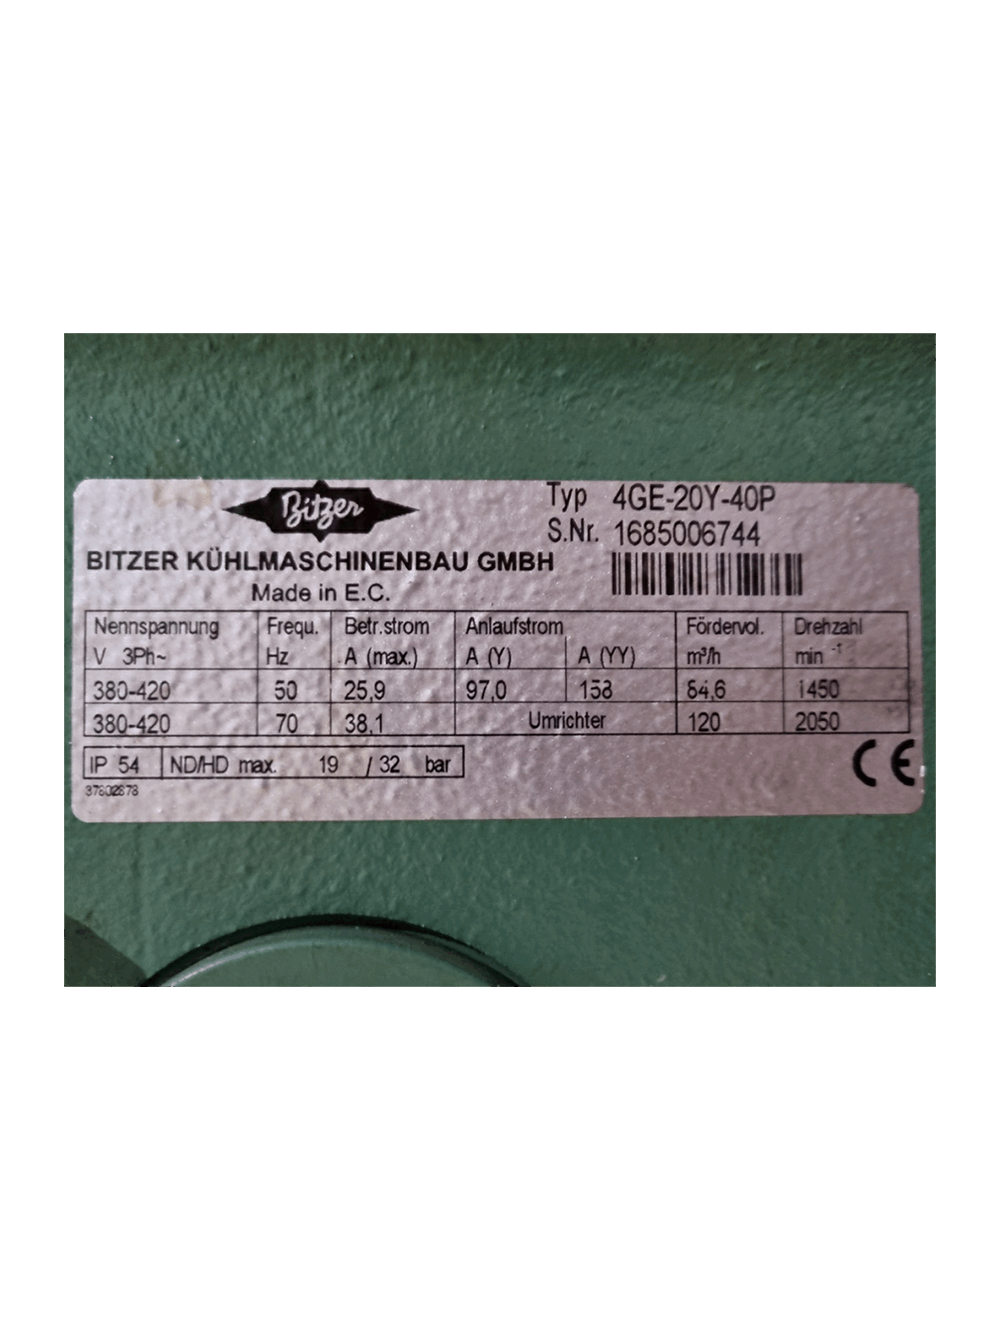 Bitzer
Typ 4GE-20Y-40P
S.Nr. 1685006744
BITZER KÜHLMASCHINENBAU GMBH
Made in E.C.
Nennspannung Frequ. Betr.strom Anlaufstrom Fördervol. Drehzahl
V 3Ph~ Hz A (max.) A (Y) A (YY) m³/h min -1
380-420 50 25,9 97,0 158 84,6 1450
380-420 70 38,1 Umrichter 120 2050
IP 54 ND/HD max. 19 / 32 bar
CE